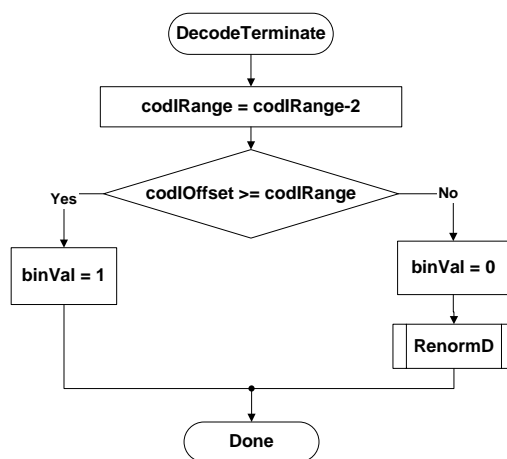 DecodeTerminate
codIRange = codIRange-2
codIOffset >= codIRange
Yes
No
binVal = 1
binVal = 0
RenormD
Done